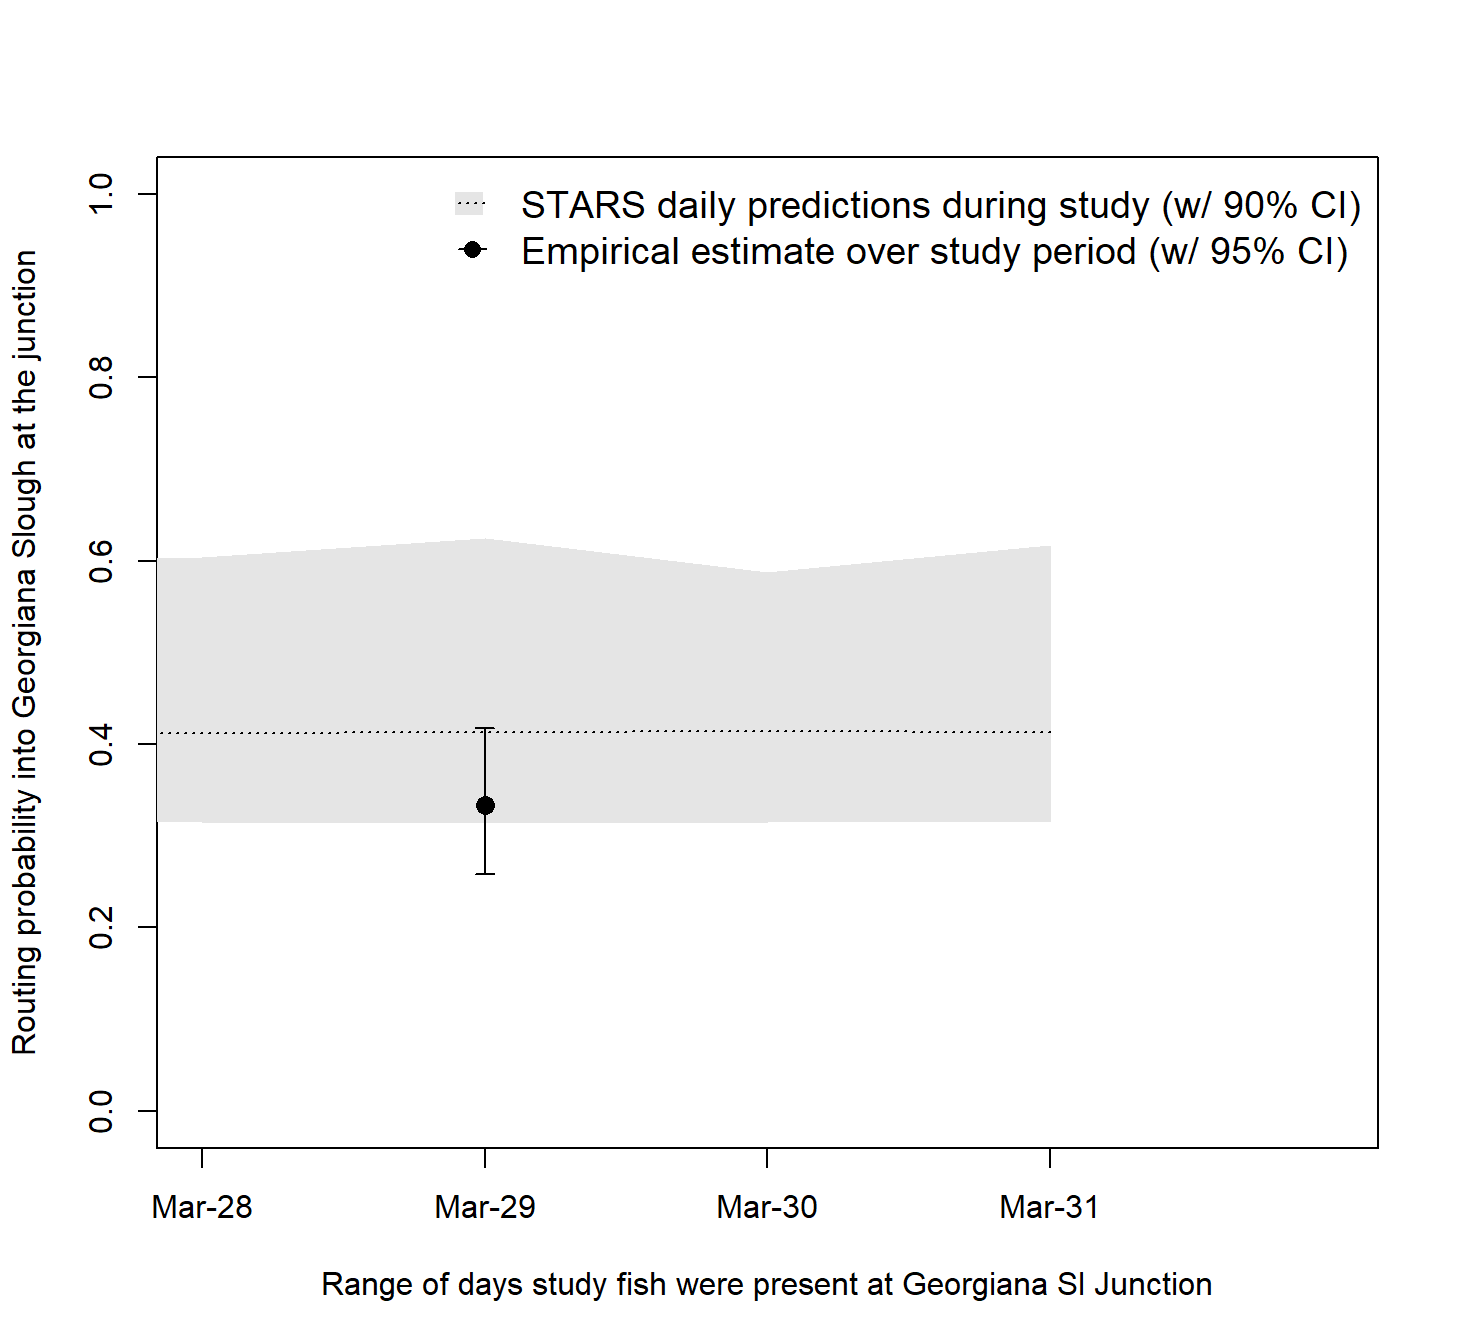 STARS daily predictions during study (w/ 90% CI)
Empirical estimate over study period (w/ 95% CI)
Routing probability into Georgiana Slough at the junction
1.0
0.8
0.6
0.4
0.2
0.0
Mar-28 Mar-29 Mar-30 Mar-31
Range of days study fish were present at Georgiana Sl Junction